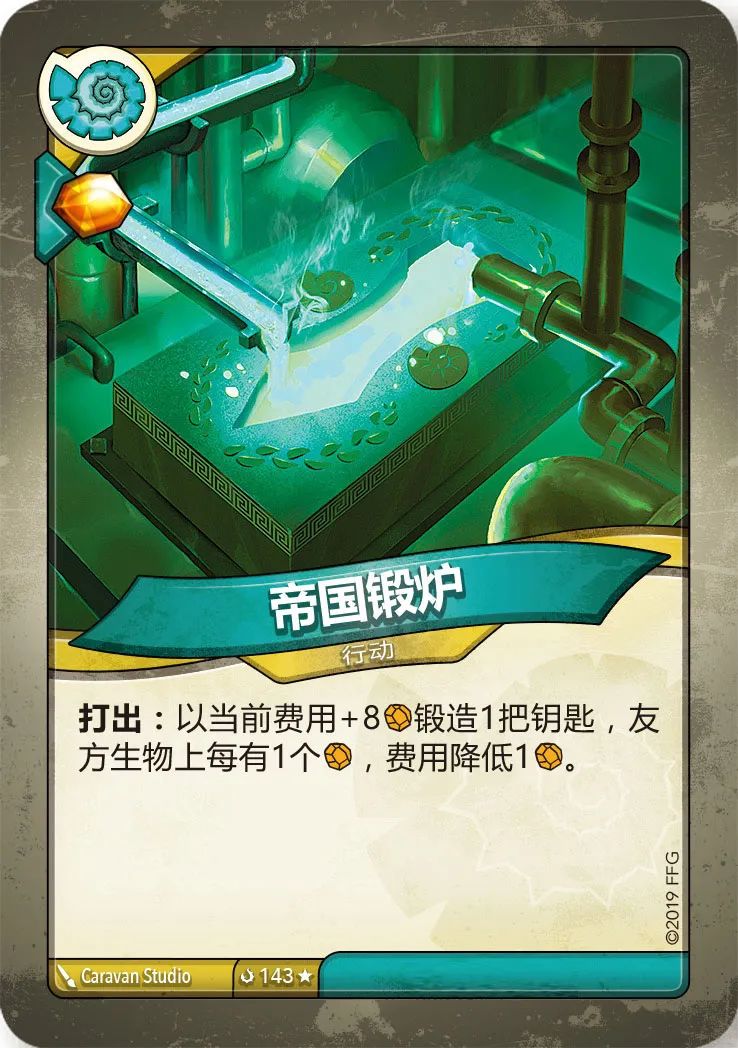 帝国锻炉
行动
打出：以当前费用+8锻造1把钥匙，友
方生物上每有1个，费用降低1。
©2019 FFG
Caravan Studio
143